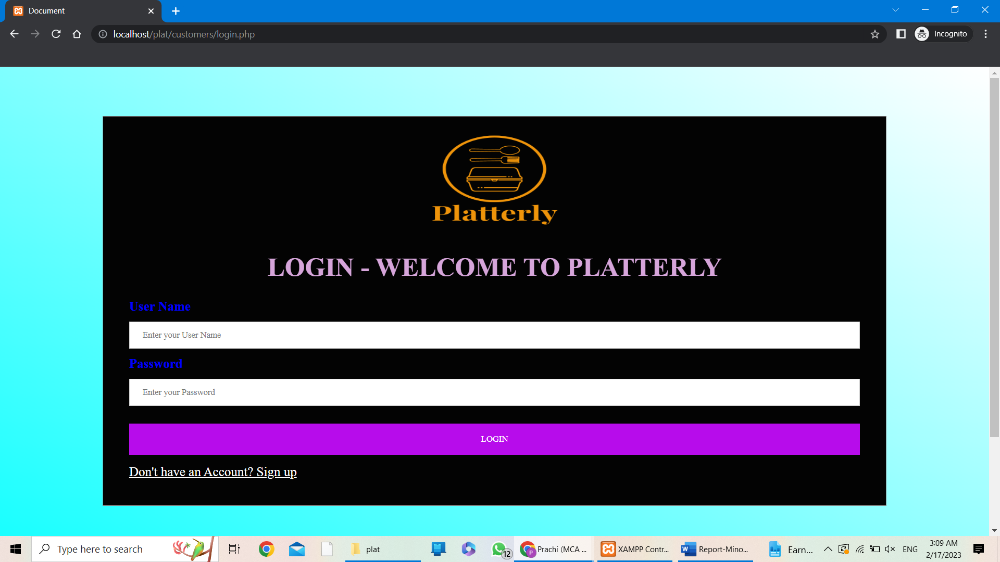 Document
localhost/plat/customers/login.php
Incognito
Platterly
LOGIN - WELCOME TO PLATTERLY
User Name
Enter your User Name
Password
Enter your Password
LOGIN
Don't have an Account? Sign up
Type here to search
plat
12
P
Prachi (MCA ...
XAMPP Contr...
W
Report-Mino...
Earn...
ENG
3:09 AM
2/17/2023